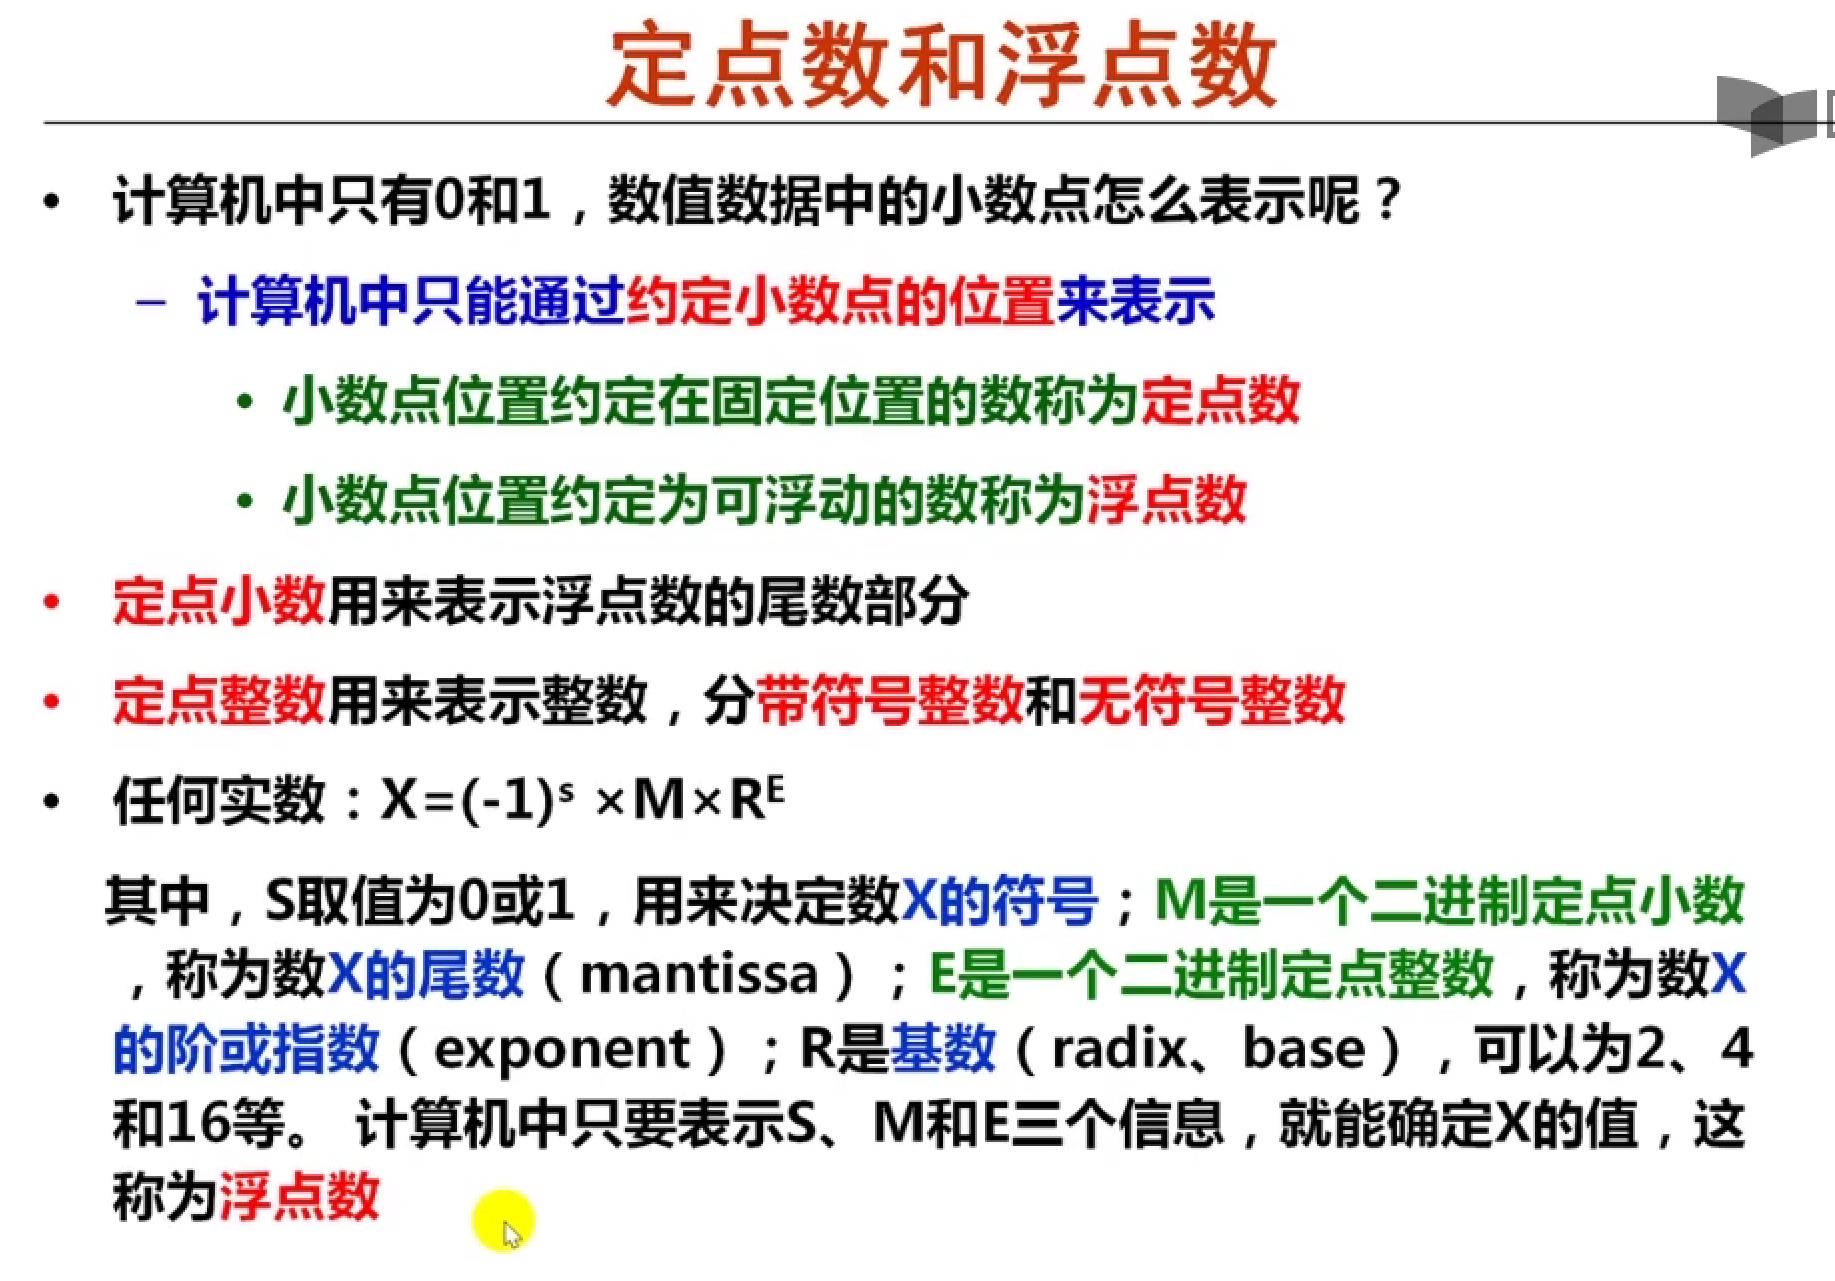 定点数和浮点数
• 计算机中只有0和1，数值数据中的小数点怎么表示呢？
– 计算机中只能通过约定小数点的位置来表示
• 小数点位置约定在固定位置的数称为定点数
• 小数点位置约定为可浮动的数称为浮点数
• 定点小数用来表示浮点数的尾数部分
• 定点整数用来表示整数，分带符号整数和无符号整数
• 任何实数：X=(-1)ˢ ×M×Rᴱ
其中，S取值为0或1，用来决定数X的符号；M是一个二进制定点小数
，称为数X的尾数（mantissa）；E是一个二进制定点整数，称为数X
的阶或指数（exponent）；R是基数（radix、base），可以为2、4
和16等。 计算机中只要表示S、M和E三个信息，就能确定X的值，这
称为浮点数